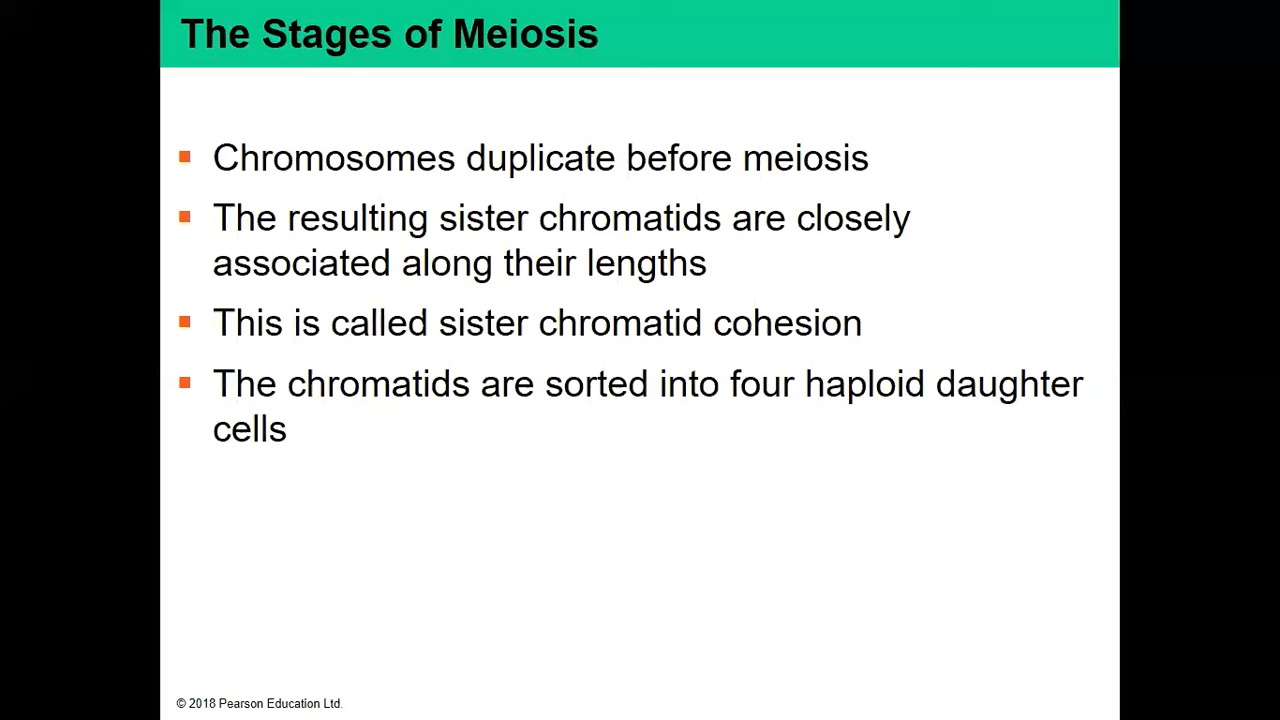 The Stages of Meiosis
▪ Chromosomes duplicate before meiosis
▪ The resulting sister chromatids are closely
associated along their lengths
▪ This is called sister chromatid cohesion
▪ The chromatids are sorted into four haploid daughter
cells
© 2018 Pearson Education Ltd.